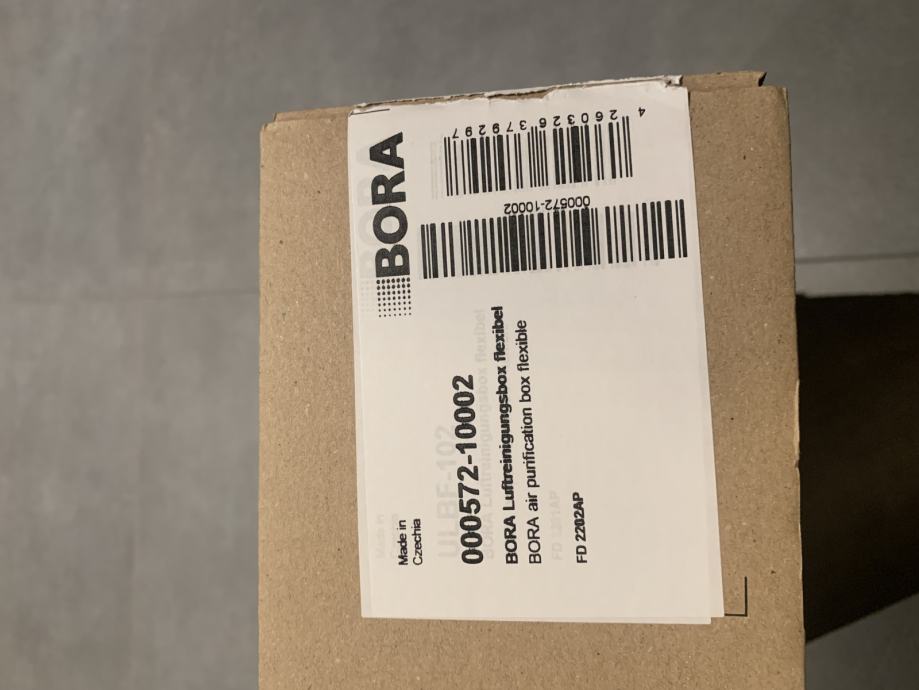 BORA
4 260326 379297
000572-10002
Made in
Czechia
000572-10002
BORA Luftreinigungsbox flexibel
BORA air purification box flexible
FD 2202AP